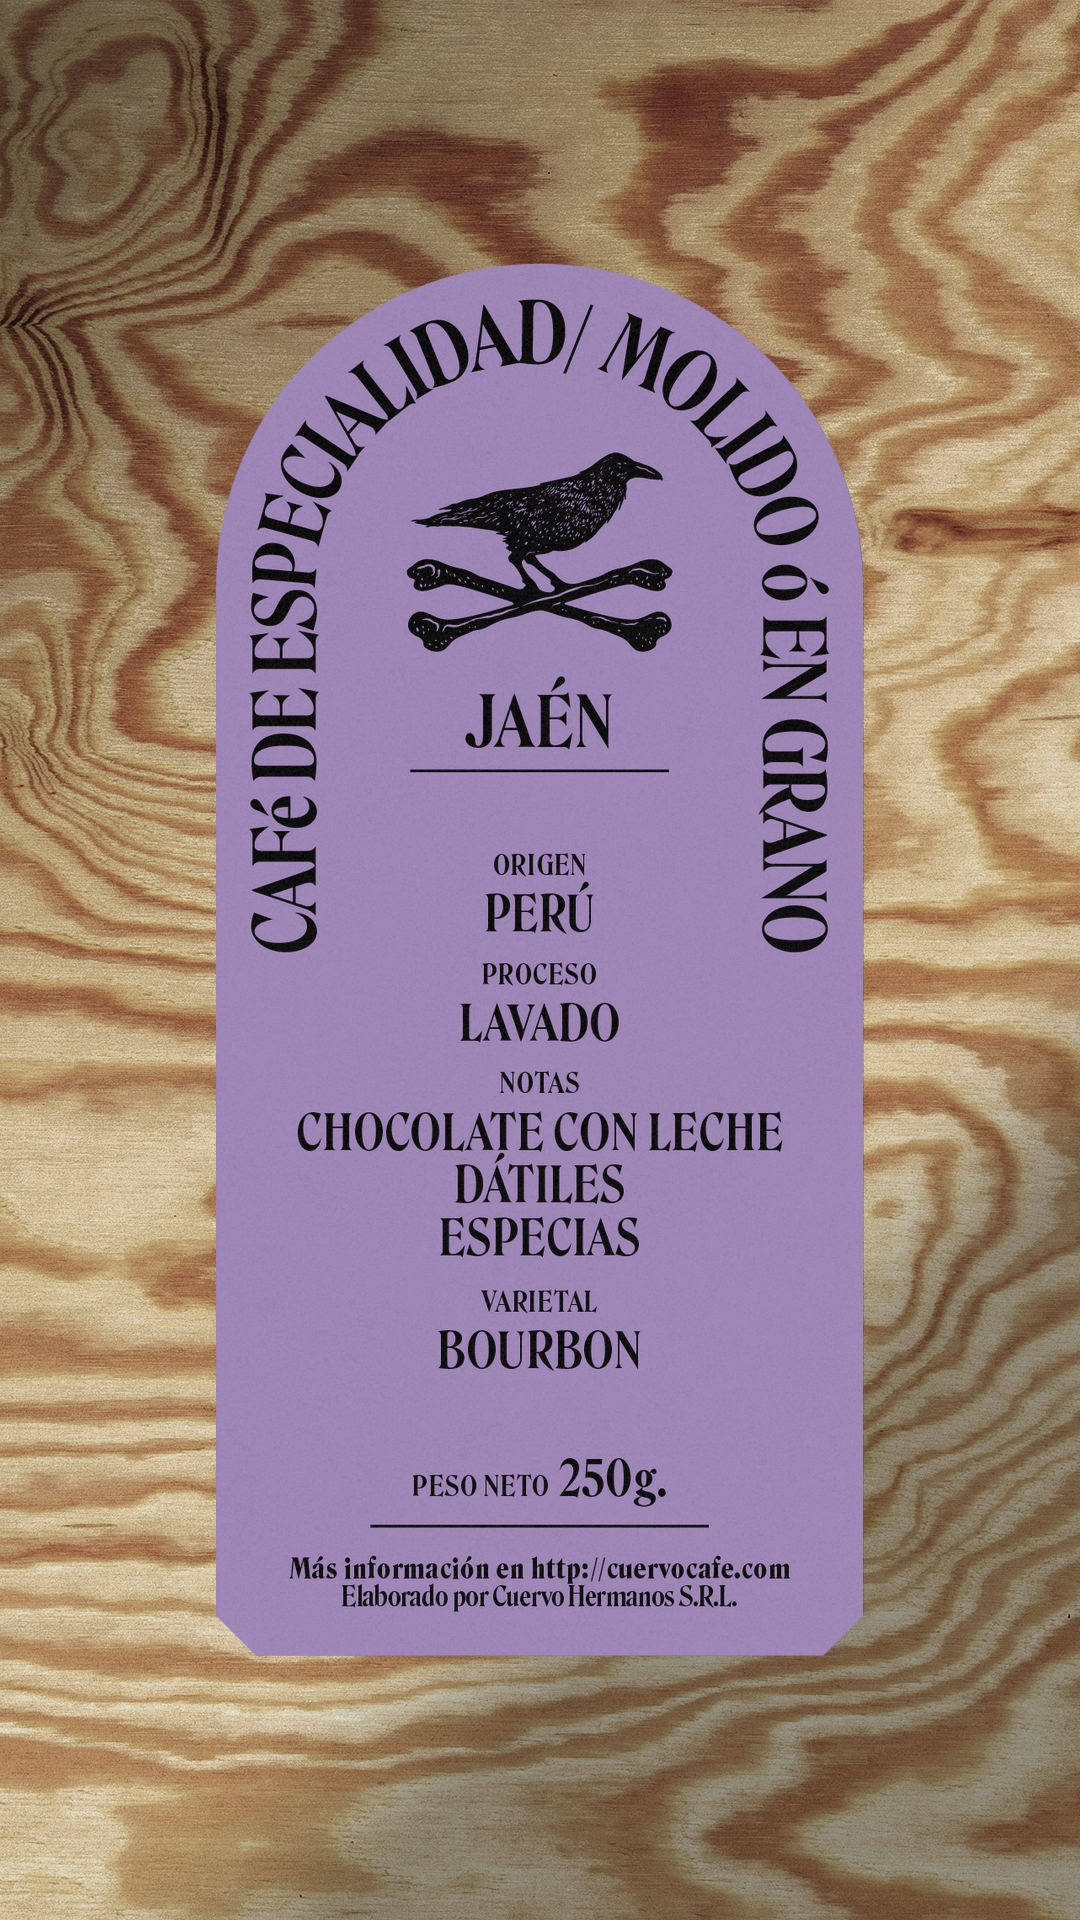 CAFé DE ESPECIALIDAD/ MOLIDO ó EN GRANO
JAÉN
ORIGEN
PERÚ
PROCESO
LAVADO
NOTAS
CHOCOLATE CON LECHE
DÁTILES
ESPECIAS
VARIETAL
BOURBON
PESO NETO 250g.
Más información en http://cuervocafe.com
Elaborado por Cuervo Hermanos S.R.L.